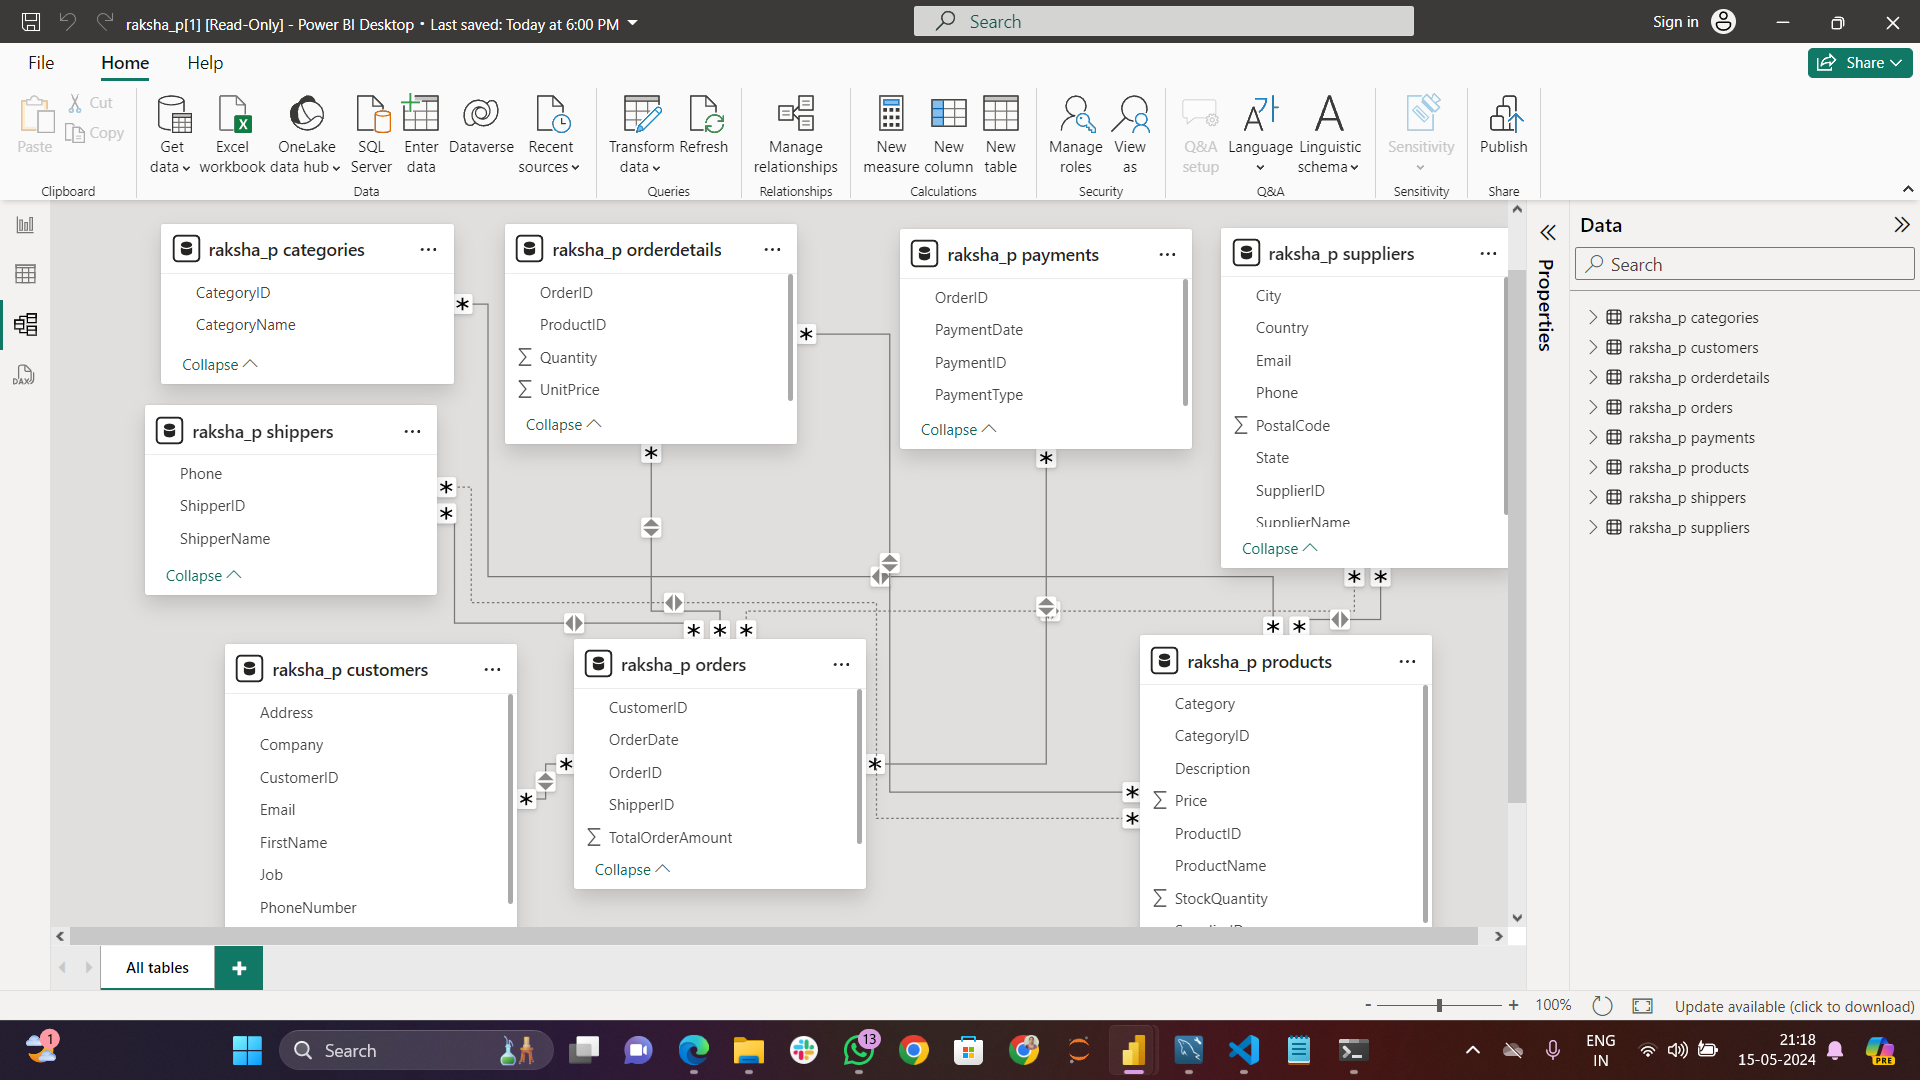 raksha_p[1] [Read-Only] - Power BI Desktop • Last saved: Today at 6:00 PM
Search
Sign in
File
Home
Help
Share
Paste
Cut
Copy
Clipboard
Get data
Excel workbook
OneLake data hub
SQL Server
Enter data
Dataverse
Recent sources
Data
Transform data
Refresh
Queries
Manage relationships
Relationships
New measure
New column
New table
Calculations
Manage roles
View as
Security
Q&A setup
Language
Linguistic schema
Q&A
Sensitivity
Sensitivity
Publish
Share
DAX
raksha_p categories
CategoryID
CategoryName
Collapse
raksha_p orderdetails
OrderID
ProductID
Quantity
UnitPrice
Collapse
raksha_p payments
OrderID
PaymentDate
PaymentID
PaymentType
Collapse
raksha_p suppliers
City
Country
Email
Phone
PostalCode
State
SupplierID
SupplierName
Collapse
raksha_p shippers
Phone
ShipperID
ShipperName
Collapse
raksha_p customers
Address
Company
CustomerID
Email
FirstName
Job
PhoneNumber
raksha_p orders
CustomerID
OrderDate
OrderID
ShipperID
TotalOrderAmount
Collapse
raksha_p products
Category
CategoryID
Description
Price
ProductID
ProductName
StockQuantity
Properties
Data
Search
raksha_p categories
raksha_p customers
raksha_p orderdetails
raksha_p orders
raksha_p payments
raksha_p products
raksha_p shippers
raksha_p suppliers
All tables
+
- + 100%
Update available (click to download)
1
Search
13
ENG
IN
21:18
15-05-2024
PRE